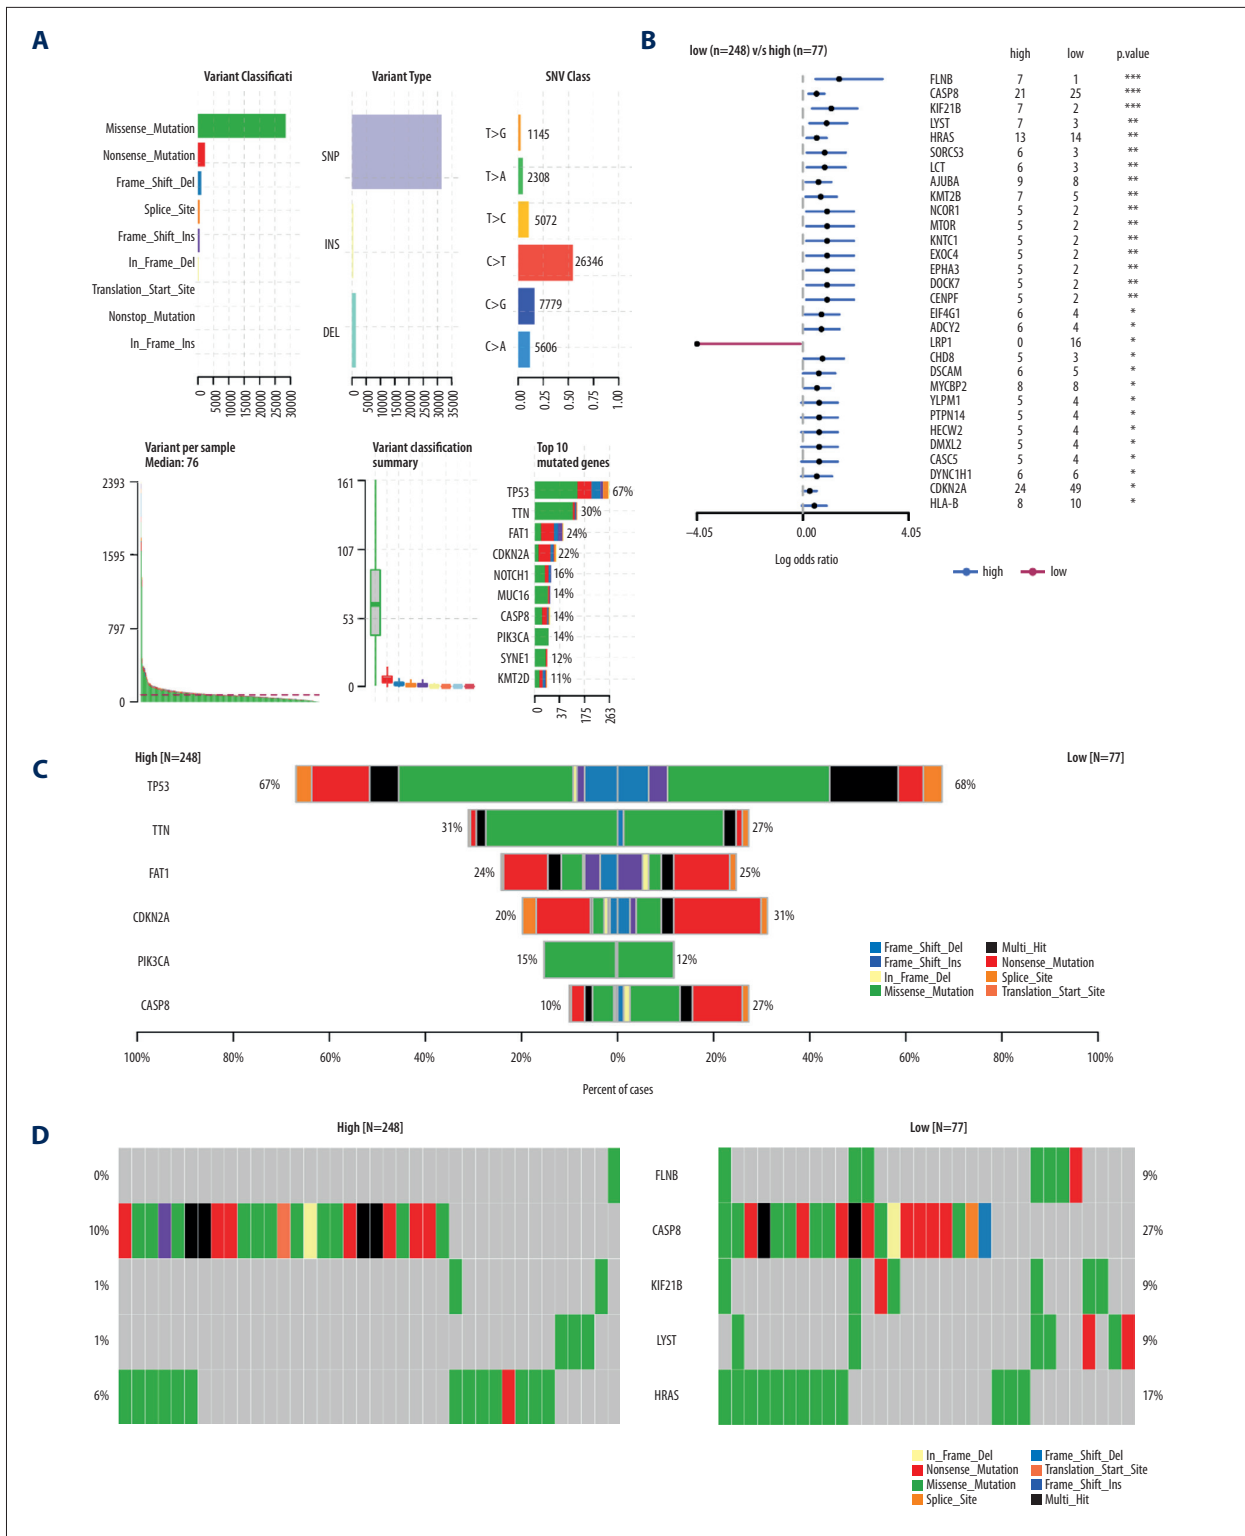 A
Variant Classificati
Missense_Mutation
Nonsense_Mutation
Frame_Shift_Del
Splice_Site
Frame_Shift_Ins
In_Frame_Del
Translation_Start_Site
Nonstop_Mutation
In_Frame_Ins
0
5000
10000
15000
20000
25000
30000
Variant Type
SNP
INS
DEL
0
5000
10000
15000
20000
25000
30000
35000
SNV Class
T>G 1145
T>A 2308
T>C 5072
C>T 26346
C>G 7779
C>A 5606
0.00
0.25
0.50
0.75
1.00
Variant per sample
Median: 76
2393
1595
797
0
Variant classification
summary
161
107
53
0
Top 10
mutated genes
TP53 67%
TTN 30%
FAT1 24%
CDKN2A 22%
NOTCH1 16%
MUC16 14%
CASP8 14%
PIK3CA 14%
SYNE1 12%
KMT2D 11%
0
37
175
263
B
low (n=248) v/s high (n=77)
high low p.value
FLNB 7 1 ***
CASP8 21 25 ***
KIF21B 7 2 ***
LYST 7 3 **
HRAS 13 14 **
SORCS3 6 3 **
LCT 6 3 **
AJUBA 9 8 **
KMT2B 7 5 **
NCOR1 5 2 **
MTOR 5 2 **
KNTC1 5 2 **
EXOC4 5 2 **
EPHA3 5 2 **
DOCK7 5 2 **
CENPF 5 2 **
EIF4G1 6 4 *
ADCY2 6 4 *
LRP1 0 16 *
CHD8 5 3 *
DSCAM 6 5 *
MYCBP2 8 8 *
YLPM1 5 4 *
PTPN14 5 4 *
HECW2 5 4 *
DMXL2 5 4 *
CASC5 5 4 *
DYNC1H1 6 6 *
CDKN2A 24 49 *
HLA-B 8 10 *
−4.05 0.00 4.05
Log odds ratio
high low
C
High [N=248] Low [N=77]
TP53 67% 68%
TTN 31% 27%
FAT1 24% 25%
CDKN2A 20% 31%
PIK3CA 15% 12%
CASP8 10% 27%
Frame_Shift_Del Multi_Hit
Frame_Shift_Ins Nonsense_Mutation
In_Frame_Del Splice_Site
Missense_Mutation Translation_Start_Site
100% 80% 60% 40% 20% 0% 20% 40% 60% 80% 100%
Percent of cases
D
High [N=248] Low [N=77]
0% FLNB 9%
10% CASP8 27%
1% KIF21B 9%
1% LYST 9%
6% HRAS 17%
In_Frame_Del Frame_Shift_Del
Nonsense_Mutation Translation_Start_Site
Missense_Mutation Frame_Shift_Ins
Splice_Site Multi_Hit